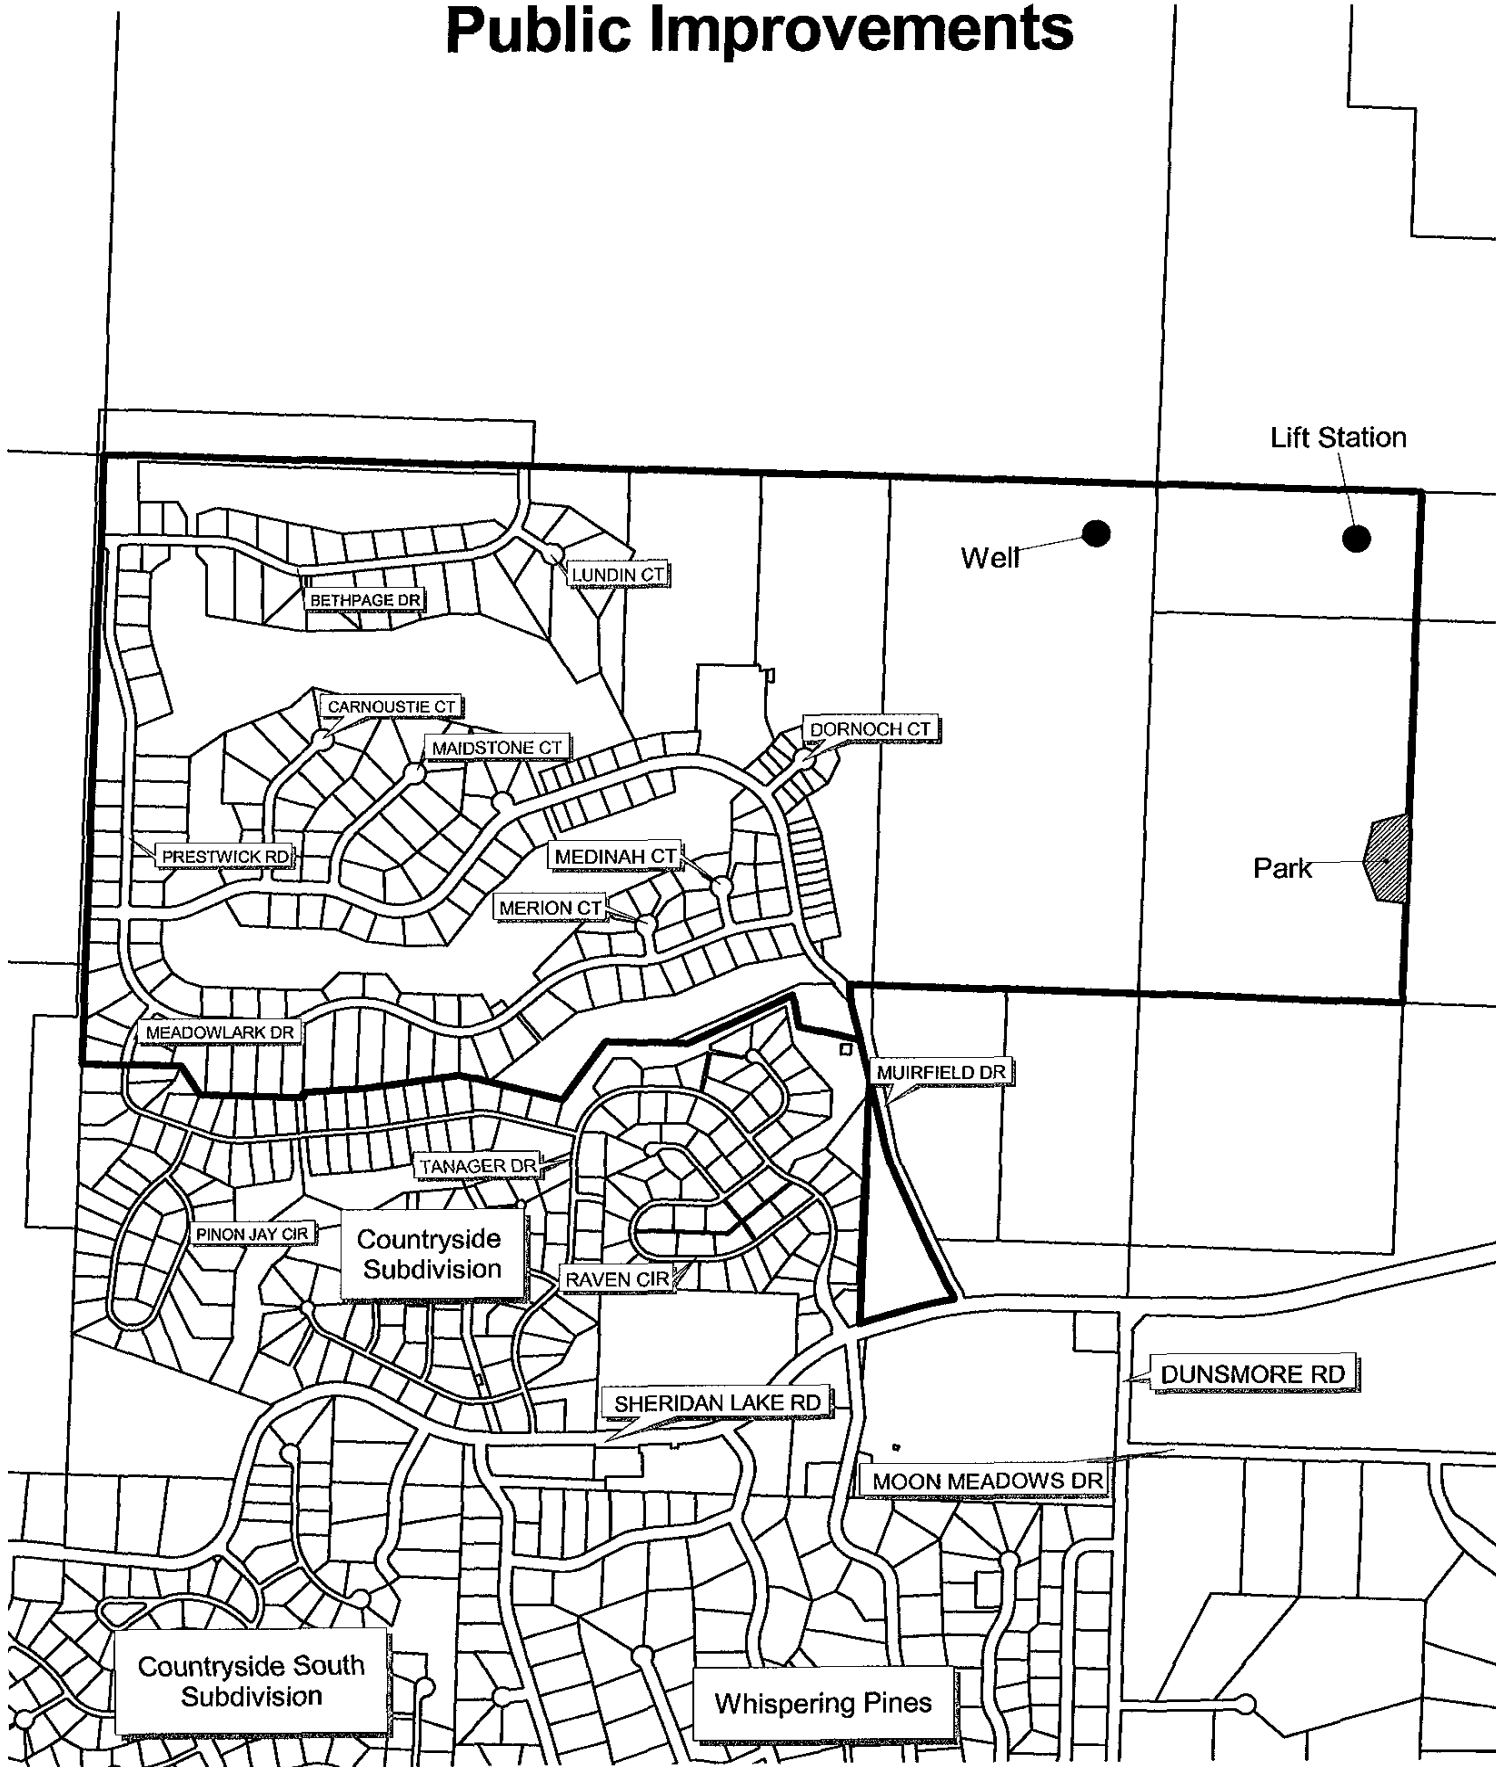 Public Improvements
Lift Station
Well
LUNDIN CT
BETHPAGE DR
CARNOUSTIE CT
DORNOCH CT
MAIDSTONE CT
PRESTWICK RD
MEDINAH CT
Park
MERION CT
MEADOWLARK DR
MUIRFIELD DR
TANAGER DR
PINON JAY CIR
Countryside
Subdivision
RAVEN CIR
DUNSMORE RD
SHERIDAN LAKE RD
MOON MEADOWS DR
Countryside South
Subdivision
Whispering Pines